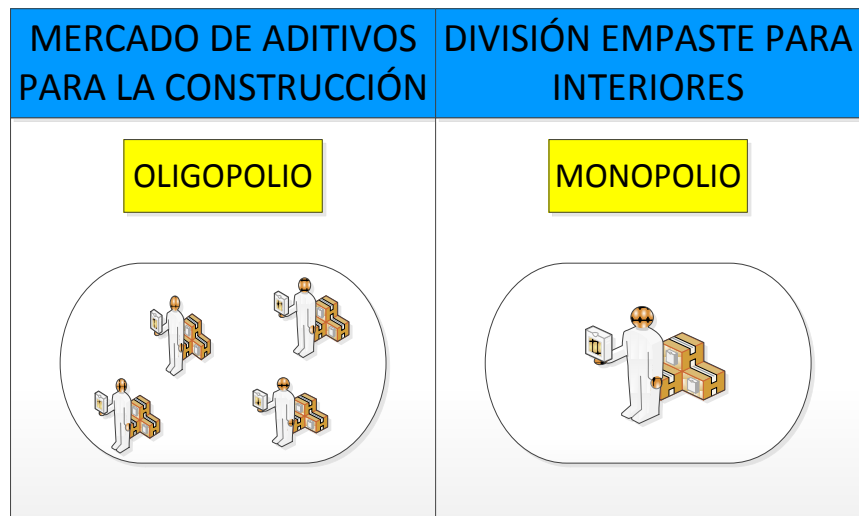 MERCADO DE ADITIVOS
PARA LA CONSTRUCCIÓN
DIVISIÓN EMPASTE PARA
INTERIORES
OLIGOPOLIO
MONOPOLIO